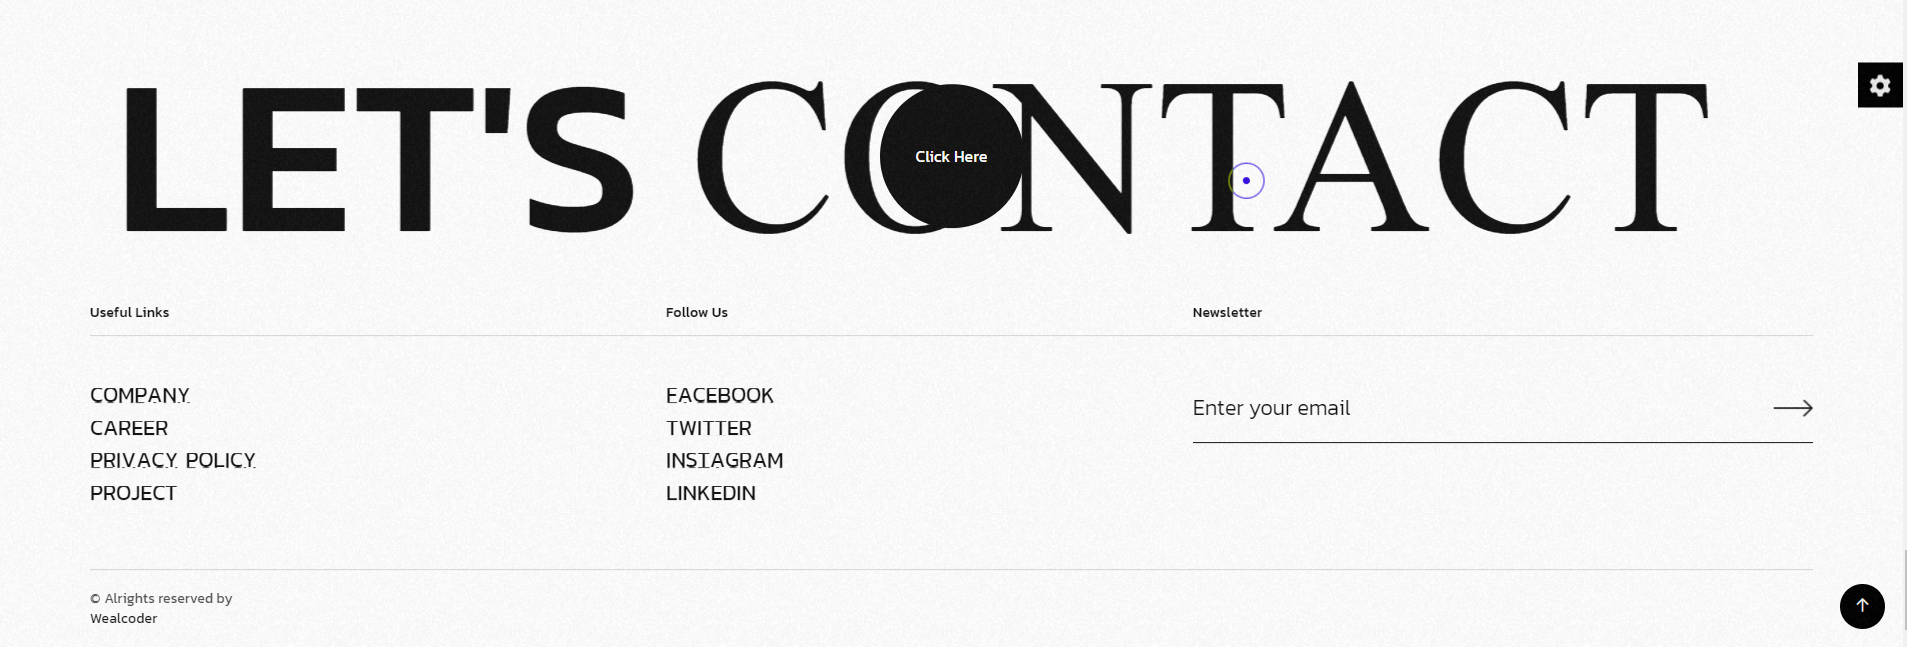 LET'S CONTACT
Click Here
Useful Links
COMPANY
CAREER
PRIVACY POLICY
PROJECT
Follow Us
FACEBOOK
TWITTER
INSTAGRAM
LINKEDIN
Newsletter
Enter your email
© Alrights reserved by
Wealcoder